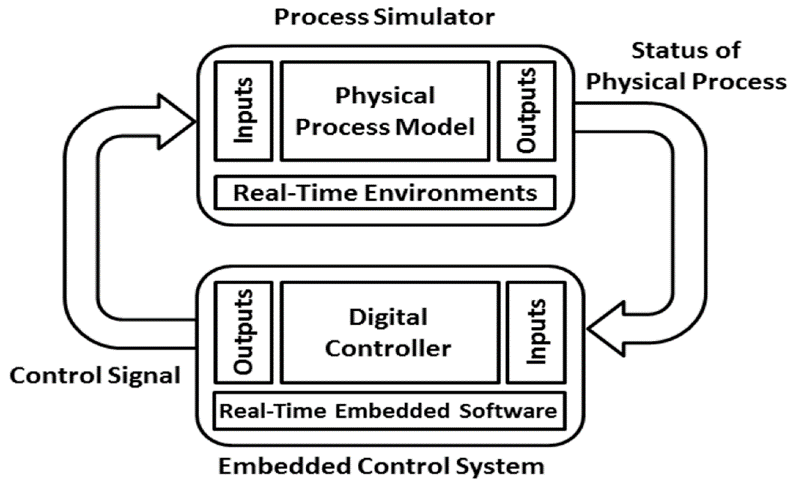 Process Simulator
Status of
Physical Process
Inputs
Physical
Process Model
Outputs
Real-Time Environments
Outputs
Digital
Controller
Inputs
Control Signal
Real-Time Embedded Software
Embedded Control System